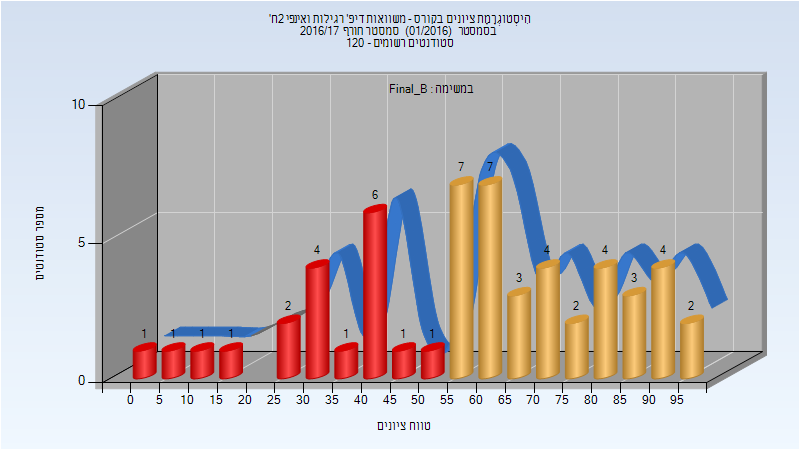 הִיסְטוֹגְרָמַת ציונים בקורס - משוואות דיפ' רגילות ואינפי 2ח'
בסמסטר (01/2016) סמסטר חורף 2016/17
סטודנטים רשומים - 120
במשימה : Final_B
מספר סטודנטים
10
5
0
1 1 1 1 2 4 1 6 1 1 7 7 3 4 2 4 3 4 2
0 5 10 15 20 25 30 35 40 45 50 55 60 65 70 75 80 85 90 95
טווח ציונים